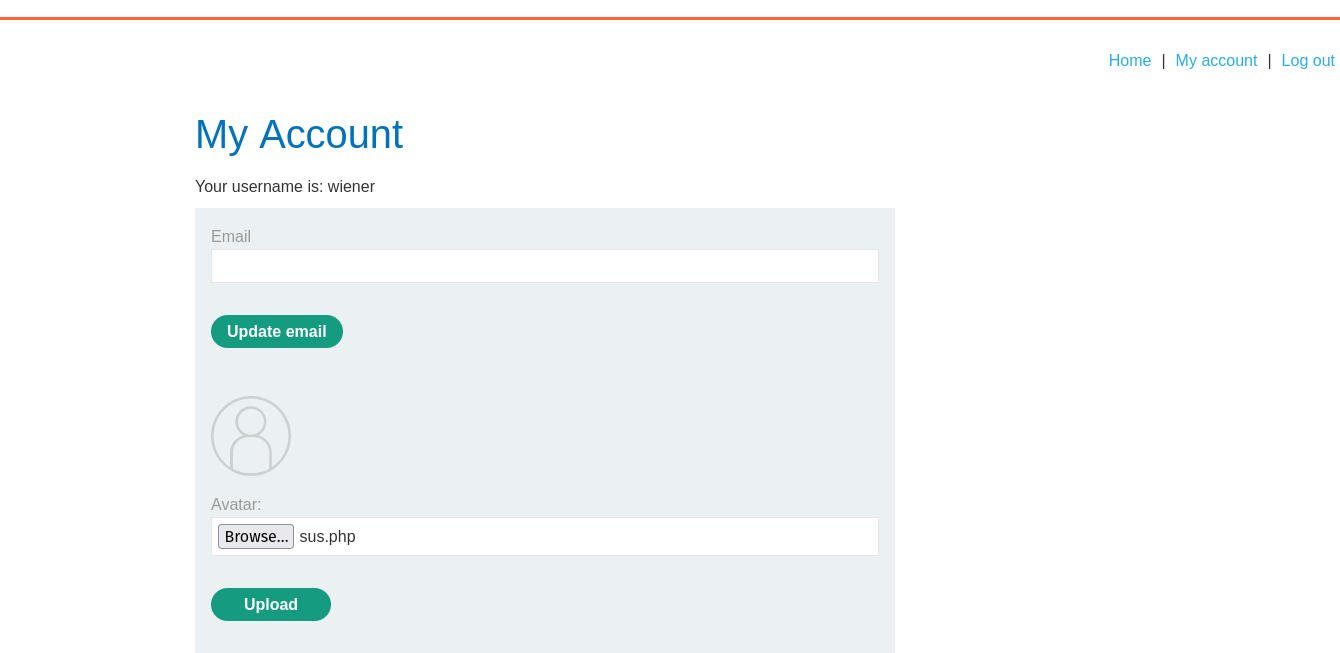 Home | My account | Log out
My Account
Your username is: wiener
Email
Update email
Avatar:
Browse... sus.php
Upload